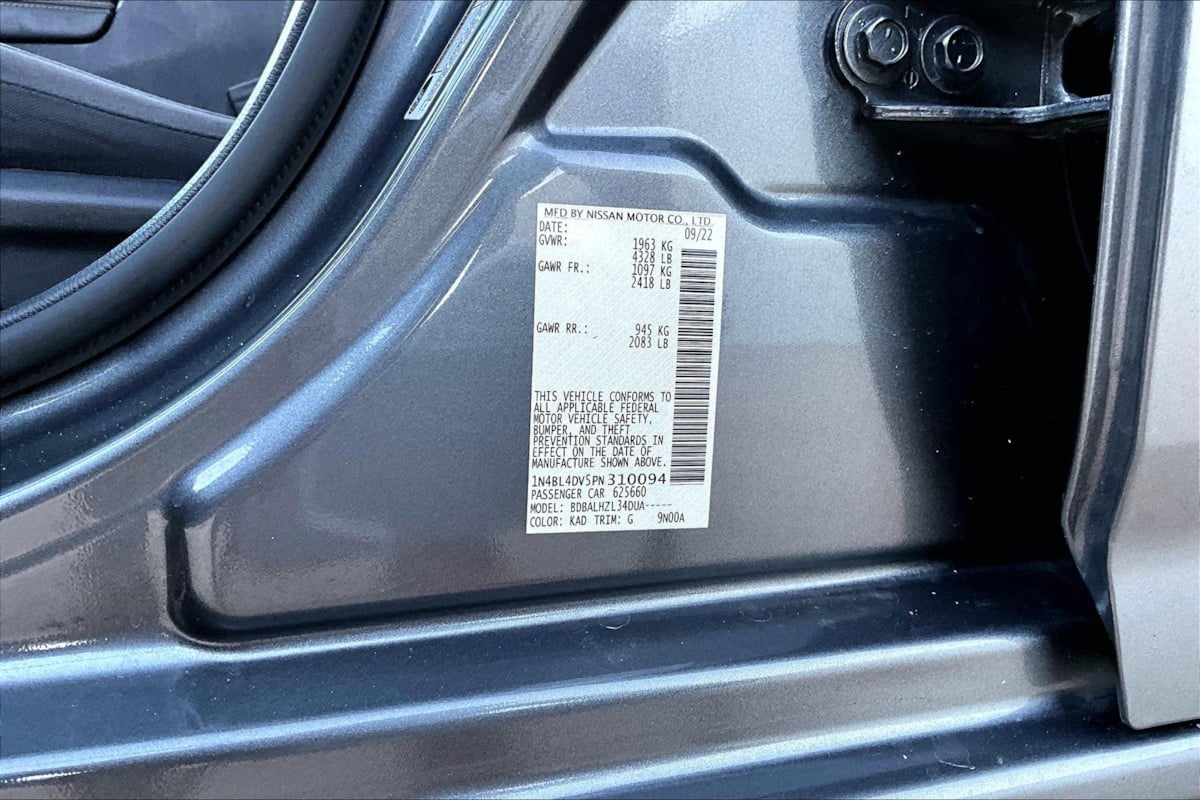 MFD BY NISSAN MOTOR CO., LTD.
DATE: 09/22
GVWR: 1963 KG
4328 LB
GAWR FR.: 1097 KG
2418 LB
GAWR RR.: 945 KG
2083 LB
THIS VEHICLE CONFORMS TO
ALL APPLICABLE FEDERAL
MOTOR VEHICLE SAFETY,
BUMPER, AND THEFT
PREVENTION STANDARDS IN
EFFECT ON THE DATE OF
MANUFACTURE SHOWN ABOVE.
1N4BL4DV5PN310094
PASSENGER CAR 625660
MODEL: BDBALHZL34DUA-----
COLOR: KAD TRIM: G 9N00A